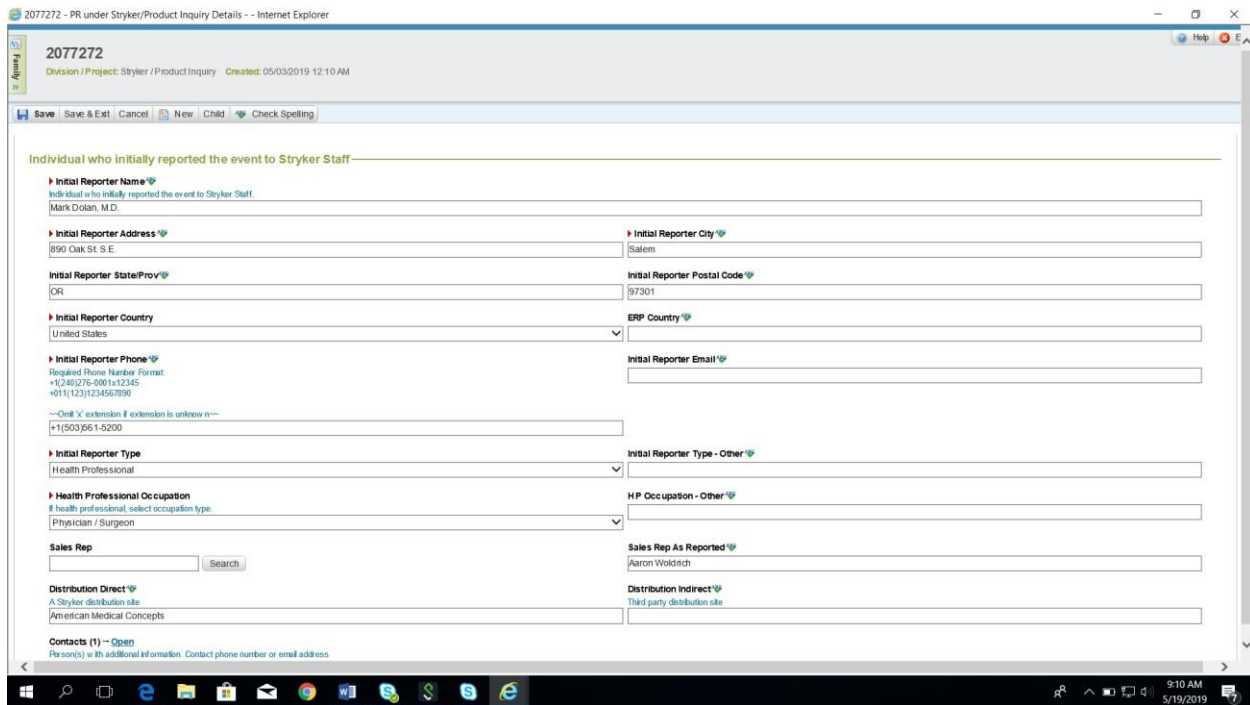 2077272 - PR under Stryker/Product Inquiry Details - - Internet Explorer
Help
E
Family »
2077272
Division / Project: Stryker / Product Inquiry Created: 05/03/2019 12:10 AM
Save Save & Exit Cancel New Child Check Spelling
Individual who initially reported the event to Stryker Staff
Initial Reporter Name
Individual who initially reported the event to Stryker Staff.
Mark Dolan, M.D.
Initial Reporter Address Initial Reporter City
890 Oak St. S.E. Salem
Initial Reporter State/Prov Initial Reporter Postal Code
OR 97301
Initial Reporter Country ERP Country
United States
Initial Reporter Phone Initial Reporter Email
Required Phone Number Format:
+1(240)276-0001x12345
+011(123)1234567890
~~Omit 'x' extension if extension is unknown~~
+1(503)561-5200
Initial Reporter Type Initial Reporter Type - Other
Health Professional
Health Professional Occupation HP Occupation - Other
If health professional, select occupation type.
Physician / Surgeon
Sales Rep Sales Rep As Reported
Search Aaron Woldrich
Distribution Direct Distribution Indirect
A Stryker distribution site Third party distribution site
American Medical Concepts
Contacts (1) -- Open
Person(s) with additional information. Contact phone number or email address
9:10 AM
5/19/2019
7